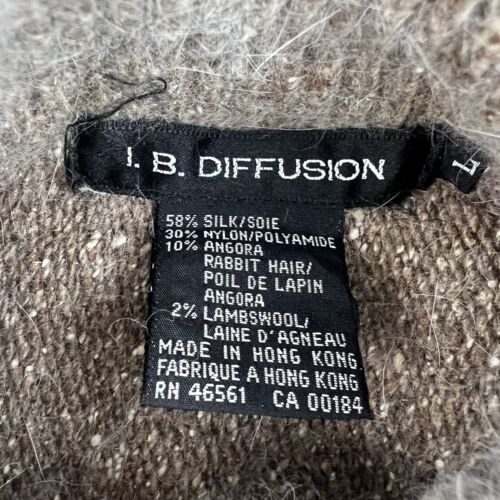 I. B. DIFFUSION
L
58% SILK/SOIE
30% NYLON/POLYAMIDE
10% ANGORA
RABBIT HAIR/
POIL DE LAPIN
ANGORA
2% LAMBSWOOL/
LAINE D'AGNEAU
MADE IN HONG KONG
FABRIQUE A HONG KONG
RN 46561 CA 00184